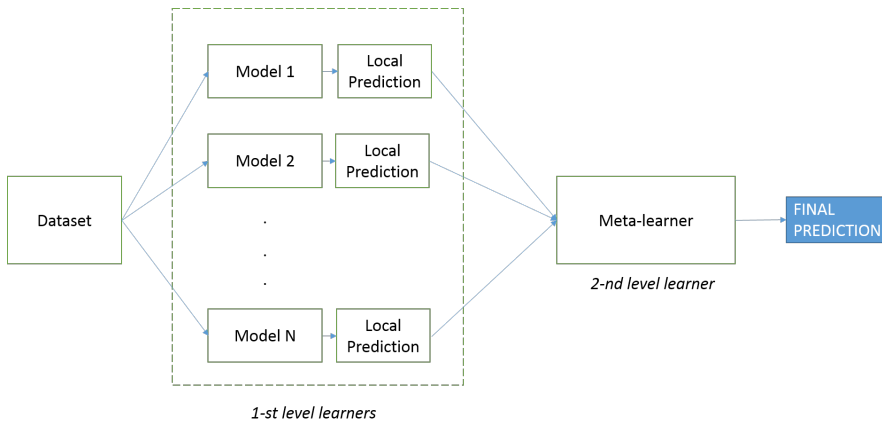 Model 1
Local
Prediction
Model 2
Local
Prediction
Dataset
.
.
.
Meta-learner
FINAL
PREDICTION
2-nd level learner
Model N
Local
Prediction
1-st level learners